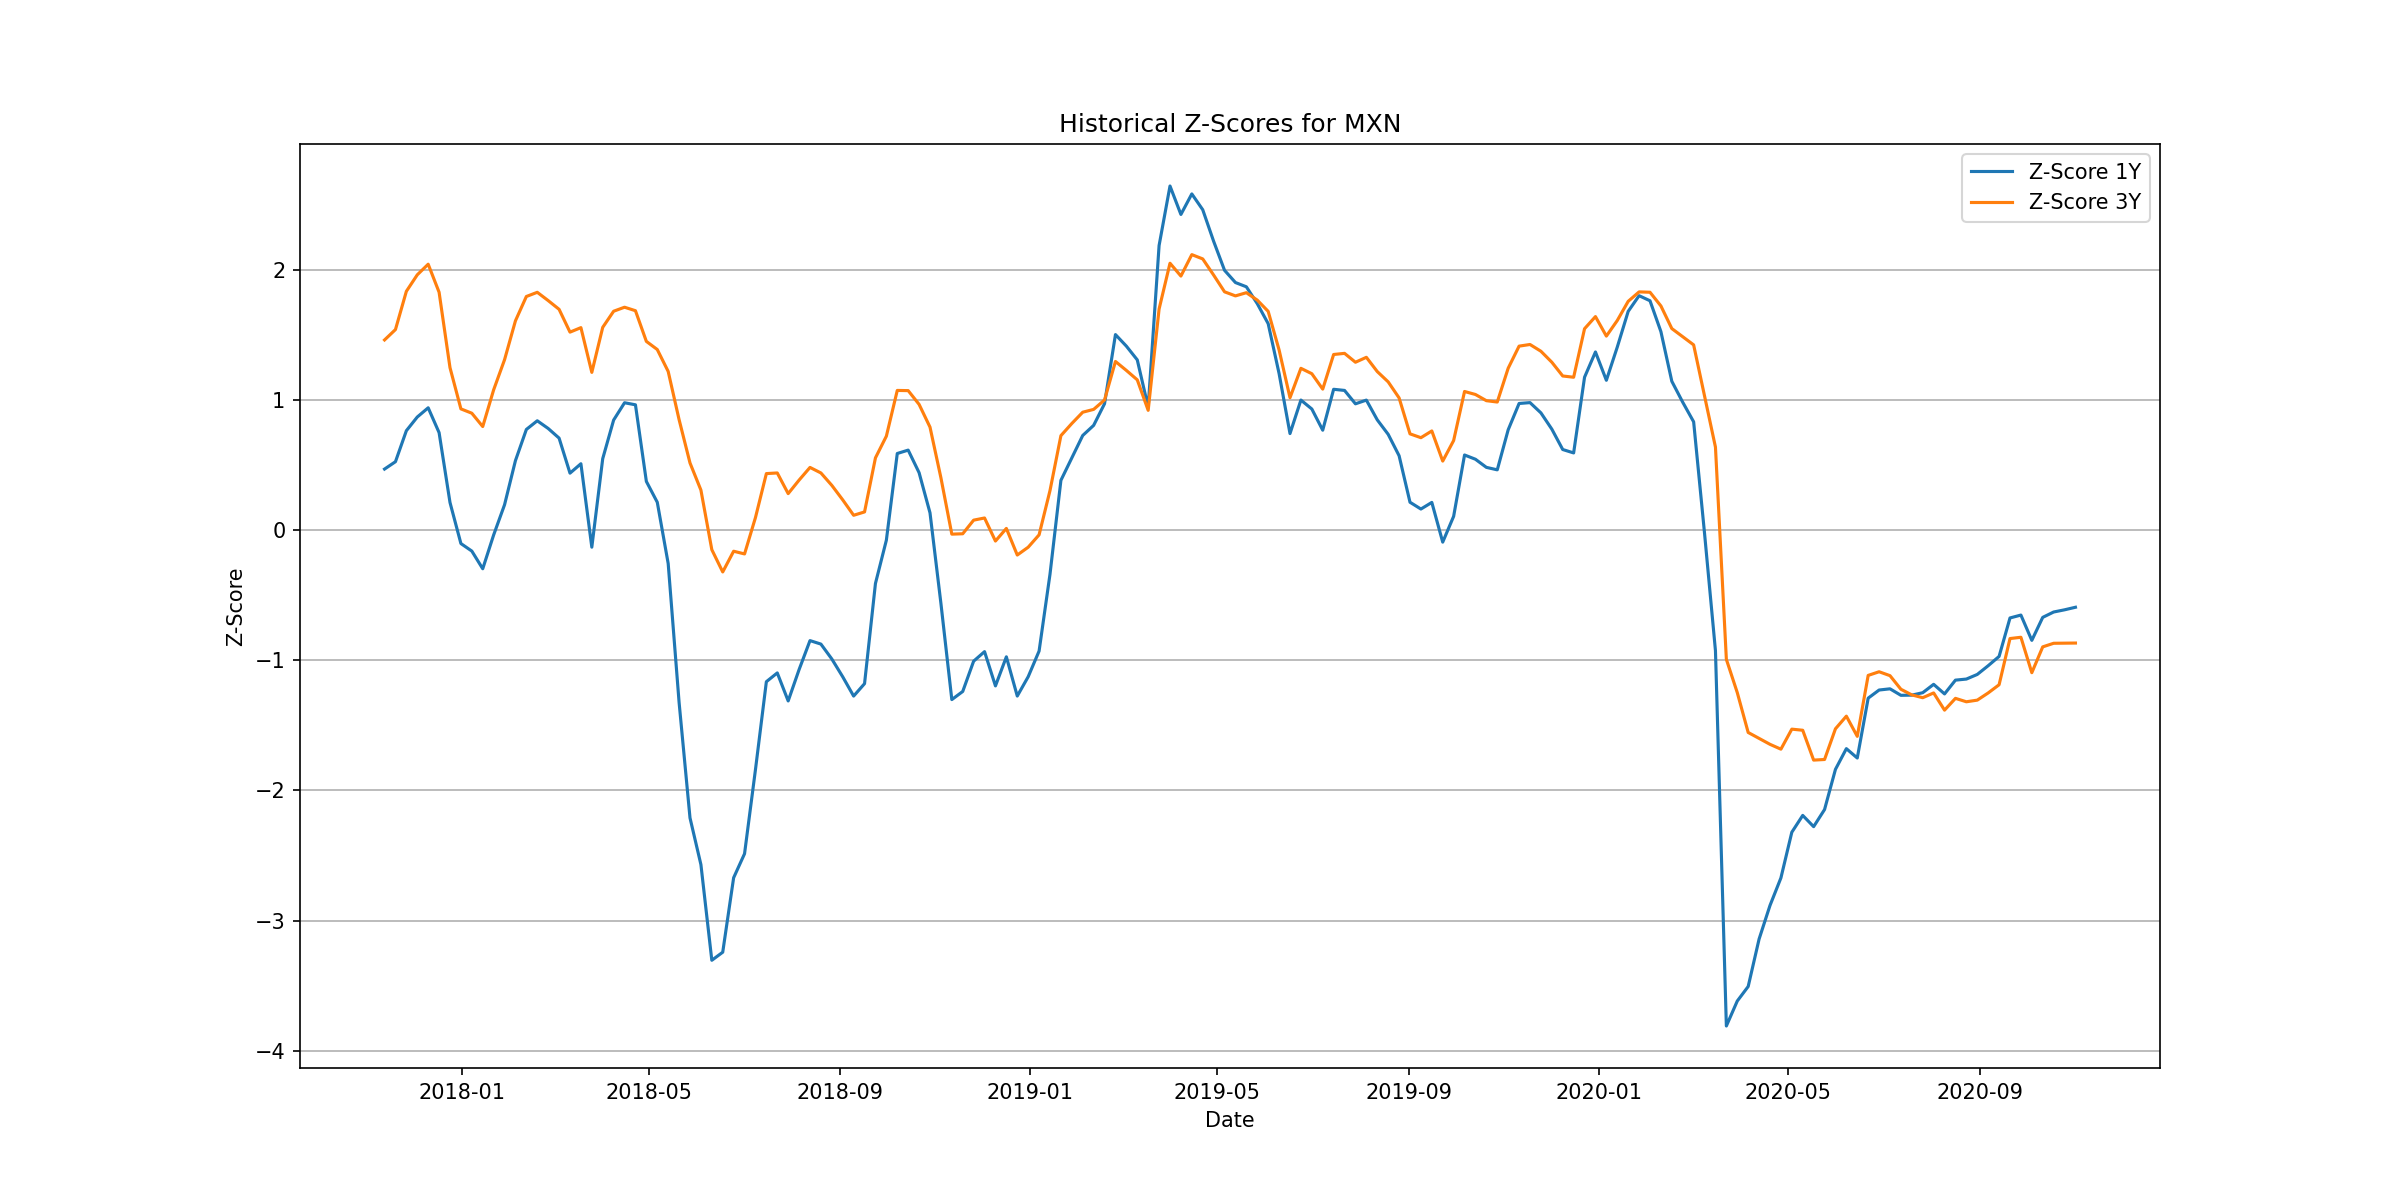 Historical Z-Scores for MXN
Z-Score 1Y
Z-Score 3Y
Z-Score
2
1
0
−1
−2
−3
−4
2018-01 2018-05 2018-09 2019-01 2019-05 2019-09 2020-01 2020-05 2020-09
Date